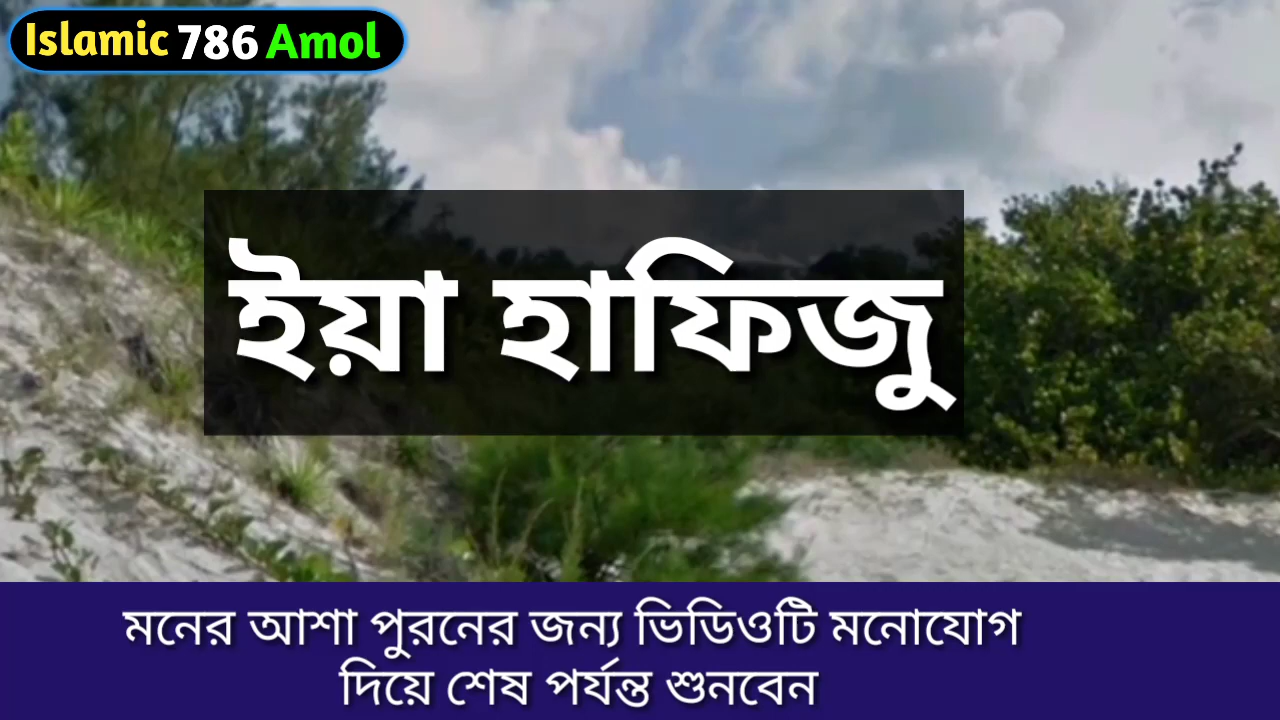 Islamic 786 Amol
ইয়া হাফিজু
মনের আশা পুরনের জন্য ভিডিওটি মনোযোগ
দিয়ে শেষ পর্যন্ত শুনবেন